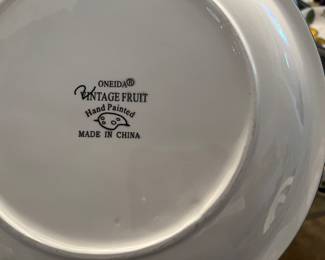 ONEIDA®
VINTAGE FRUIT
Hand Painted
MADE IN CHINA